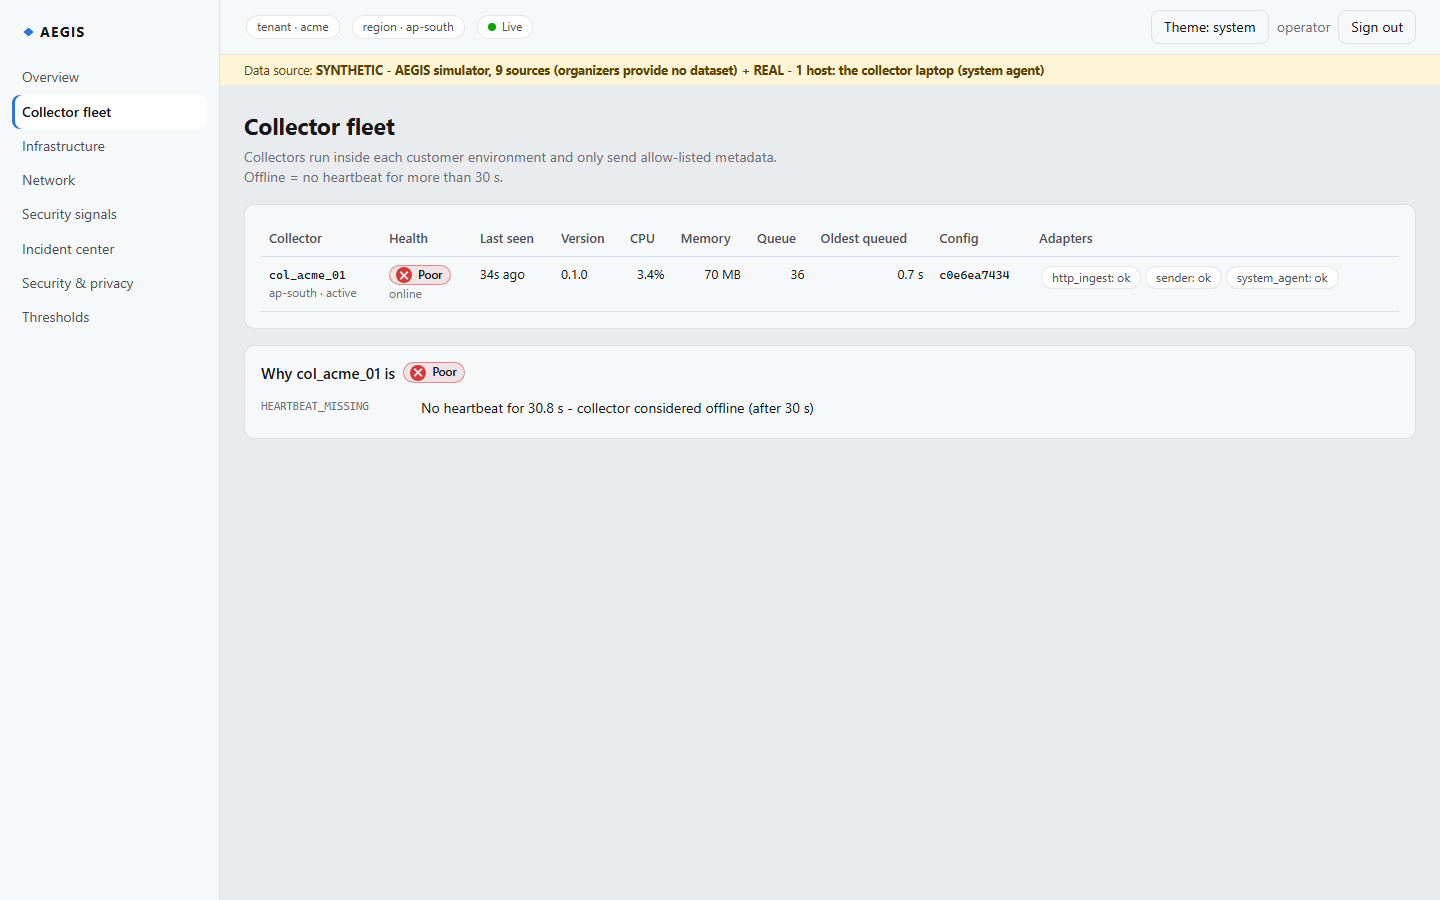 AEGIS
tenant · acme
region · ap-south
Live
Theme: system
operator
Sign out
Data source: SYNTHETIC - AEGIS simulator, 9 sources (organizers provide no dataset) + REAL - 1 host: the collector laptop (system agent)
Overview
Collector fleet
Infrastructure
Network
Security signals
Incident center
Security & privacy
Thresholds
Collector fleet
Collectors run inside each customer environment and only send allow-listed metadata.
Offline = no heartbeat for more than 30 s.
Collector Health Last seen Version CPU Memory Queue Oldest queued Config Adapters
col_acme_01 Poor 34s ago 0.1.0 3.4% 70 MB 36 0.7 s c0e6ea7434 http_ingest: ok sender: ok system_agent: ok
ap-south · active online
Why col_acme_01 is Poor
HEARTBEAT_MISSING No heartbeat for 30.8 s - collector considered offline (after 30 s)